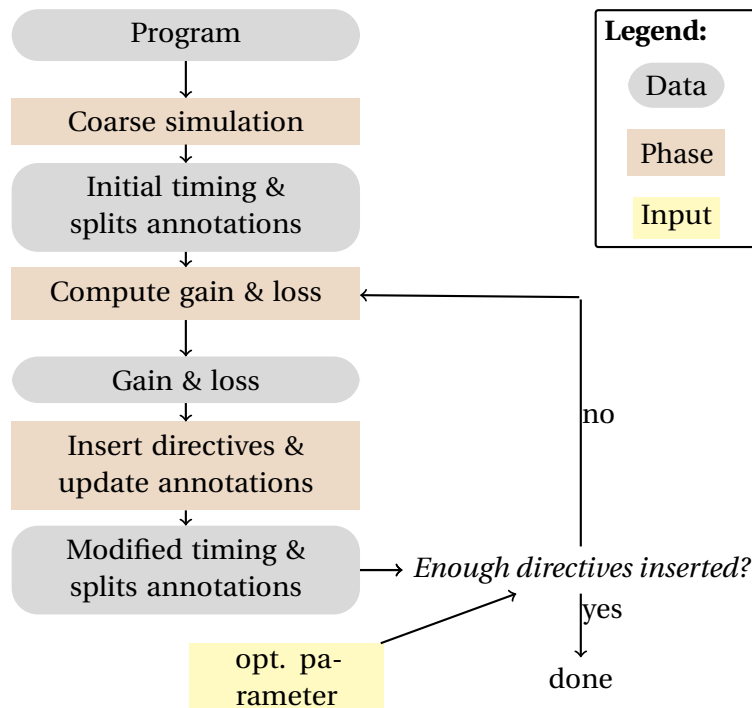 Program
Coarse simulation
Initial timing &
splits annotations
Compute gain & loss
Gain & loss
Insert directives &
update annotations
Modified timing &
splits annotations
Enough directives inserted?
no
yes
done
opt. pa-
rameter
Legend:
Data
Phase
Input